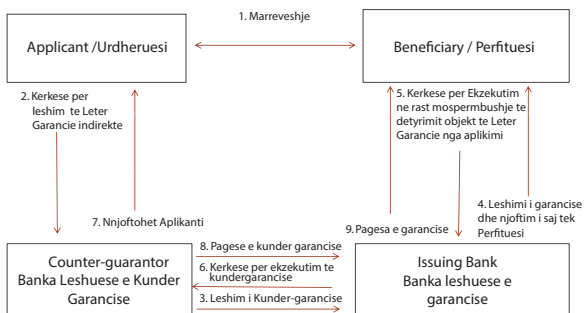 1. Marreveshje
Applicant /Urdheruesi
Beneficiary / Perfituesi
2. Kerkese per
leshim te Leter
Garancie indirekte
5. Kerkese per Ekzekutim
ne rast mospermbushje te
detyrimit objekt te Leter
Garancie nga aplikimi
7. Nnjoftohet Aplikanti
4. Leshimi i garancise
dhe njoftim i saj tek
Perfituesi
9. Pagesa e garancise
8. Pagese e kunder garancise
6. Kerkese per ekzekutim te
kundergarancise
3. Leshim i Kunder-garancise
Counter-guarantor
Banka Leshuese e Kunder
Garancise
Issuing Bank
Banka leshuese e
garancise